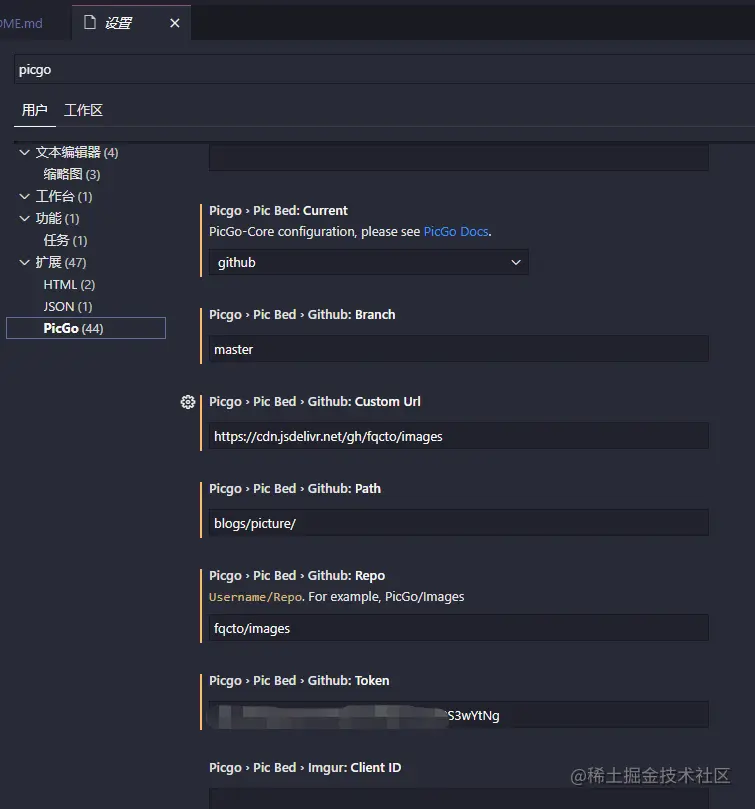 OME.md
设置
picgo
用户 工作区
文本编辑器 (4)
缩略图 (3)
工作台 (1)
功能 (1)
任务 (1)
扩展 (47)
HTML (2)
JSON (1)
PicGo (44)
Picgo › Pic Bed: Current
PicGo-Core configuration, please see PicGo Docs.
github
Picgo › Pic Bed › Github: Branch
master
Picgo › Pic Bed › Github: Custom Url
https://cdn.jsdelivr.net/gh/fqcto/images
Picgo › Pic Bed › Github: Path
blogs/picture/
Picgo › Pic Bed › Github: Repo
Username/Repo. For example, PicGo/Images
fqcto/images
Picgo › Pic Bed › Github: Token
S3wYtNg
Picgo › Pic Bed › Imgur: Client ID
@稀土掘金技术社区